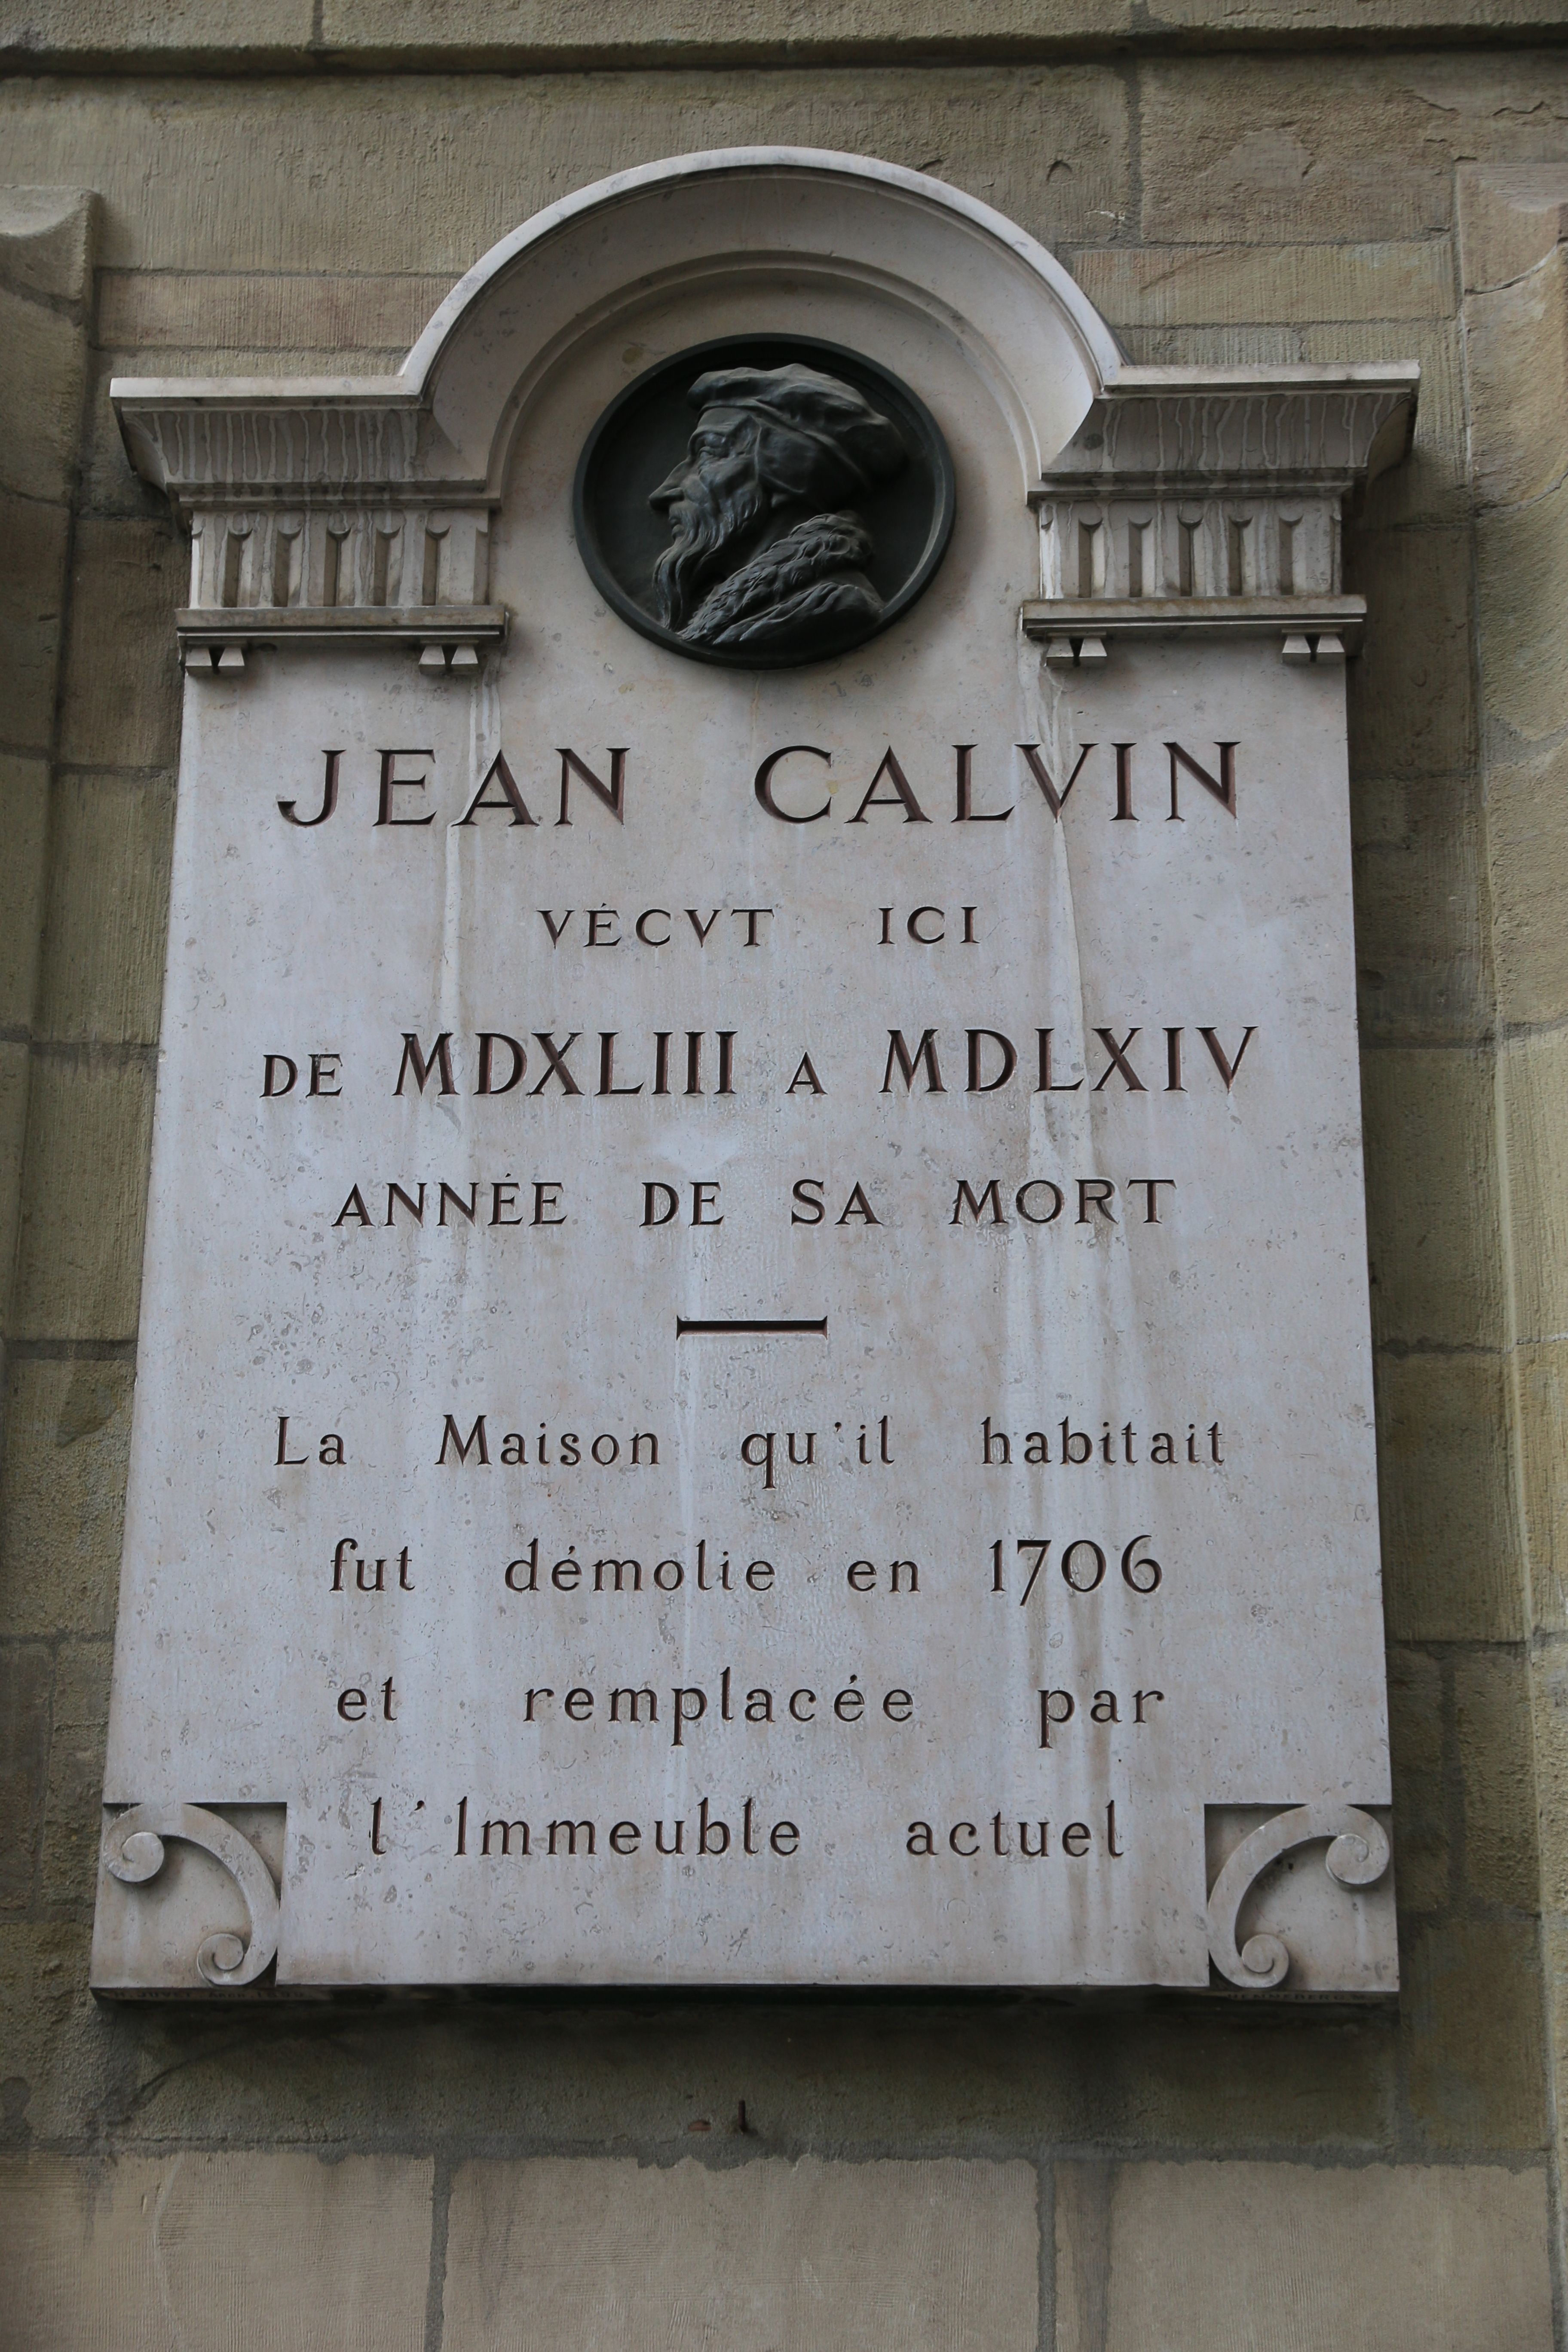 JEAN CALVIN
VÉCVT ICI
DE MDXLIII A MDLXIV
ANNÉE DE SA MORT
La Maison qu'il habitait
fut démolie en 1706
et remplacée par
l'Immeuble actuel